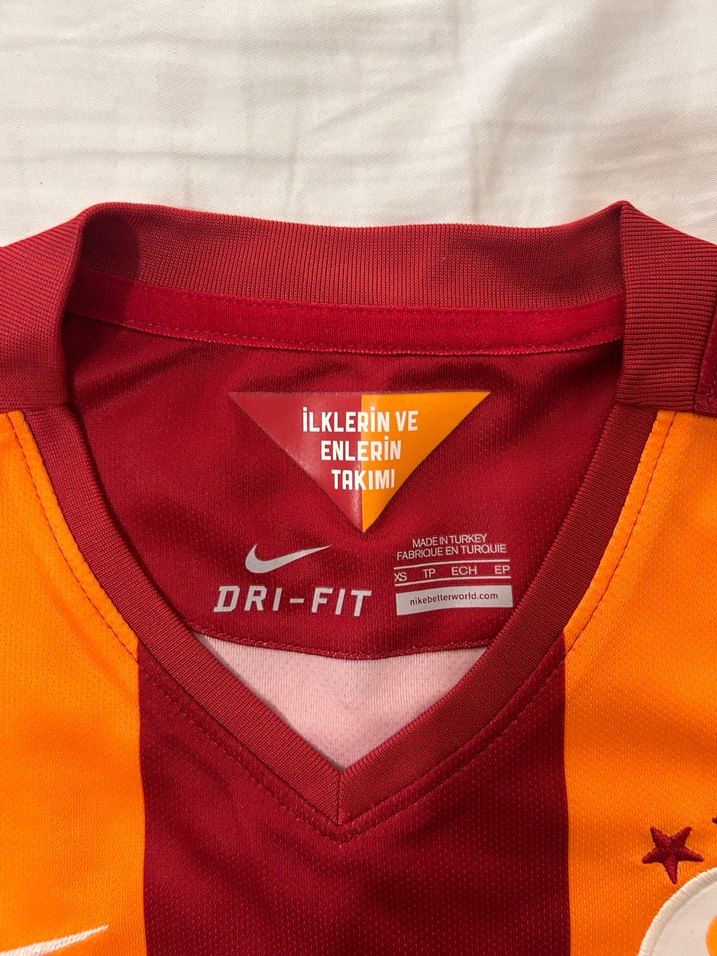 İLKLERİN VE
ENLERİN
TAKIMI
DRI-FIT
MADE IN TURKEY
FABRIQUE EN TURQUIE
XS TP ECH EP
nikebetterworld.com